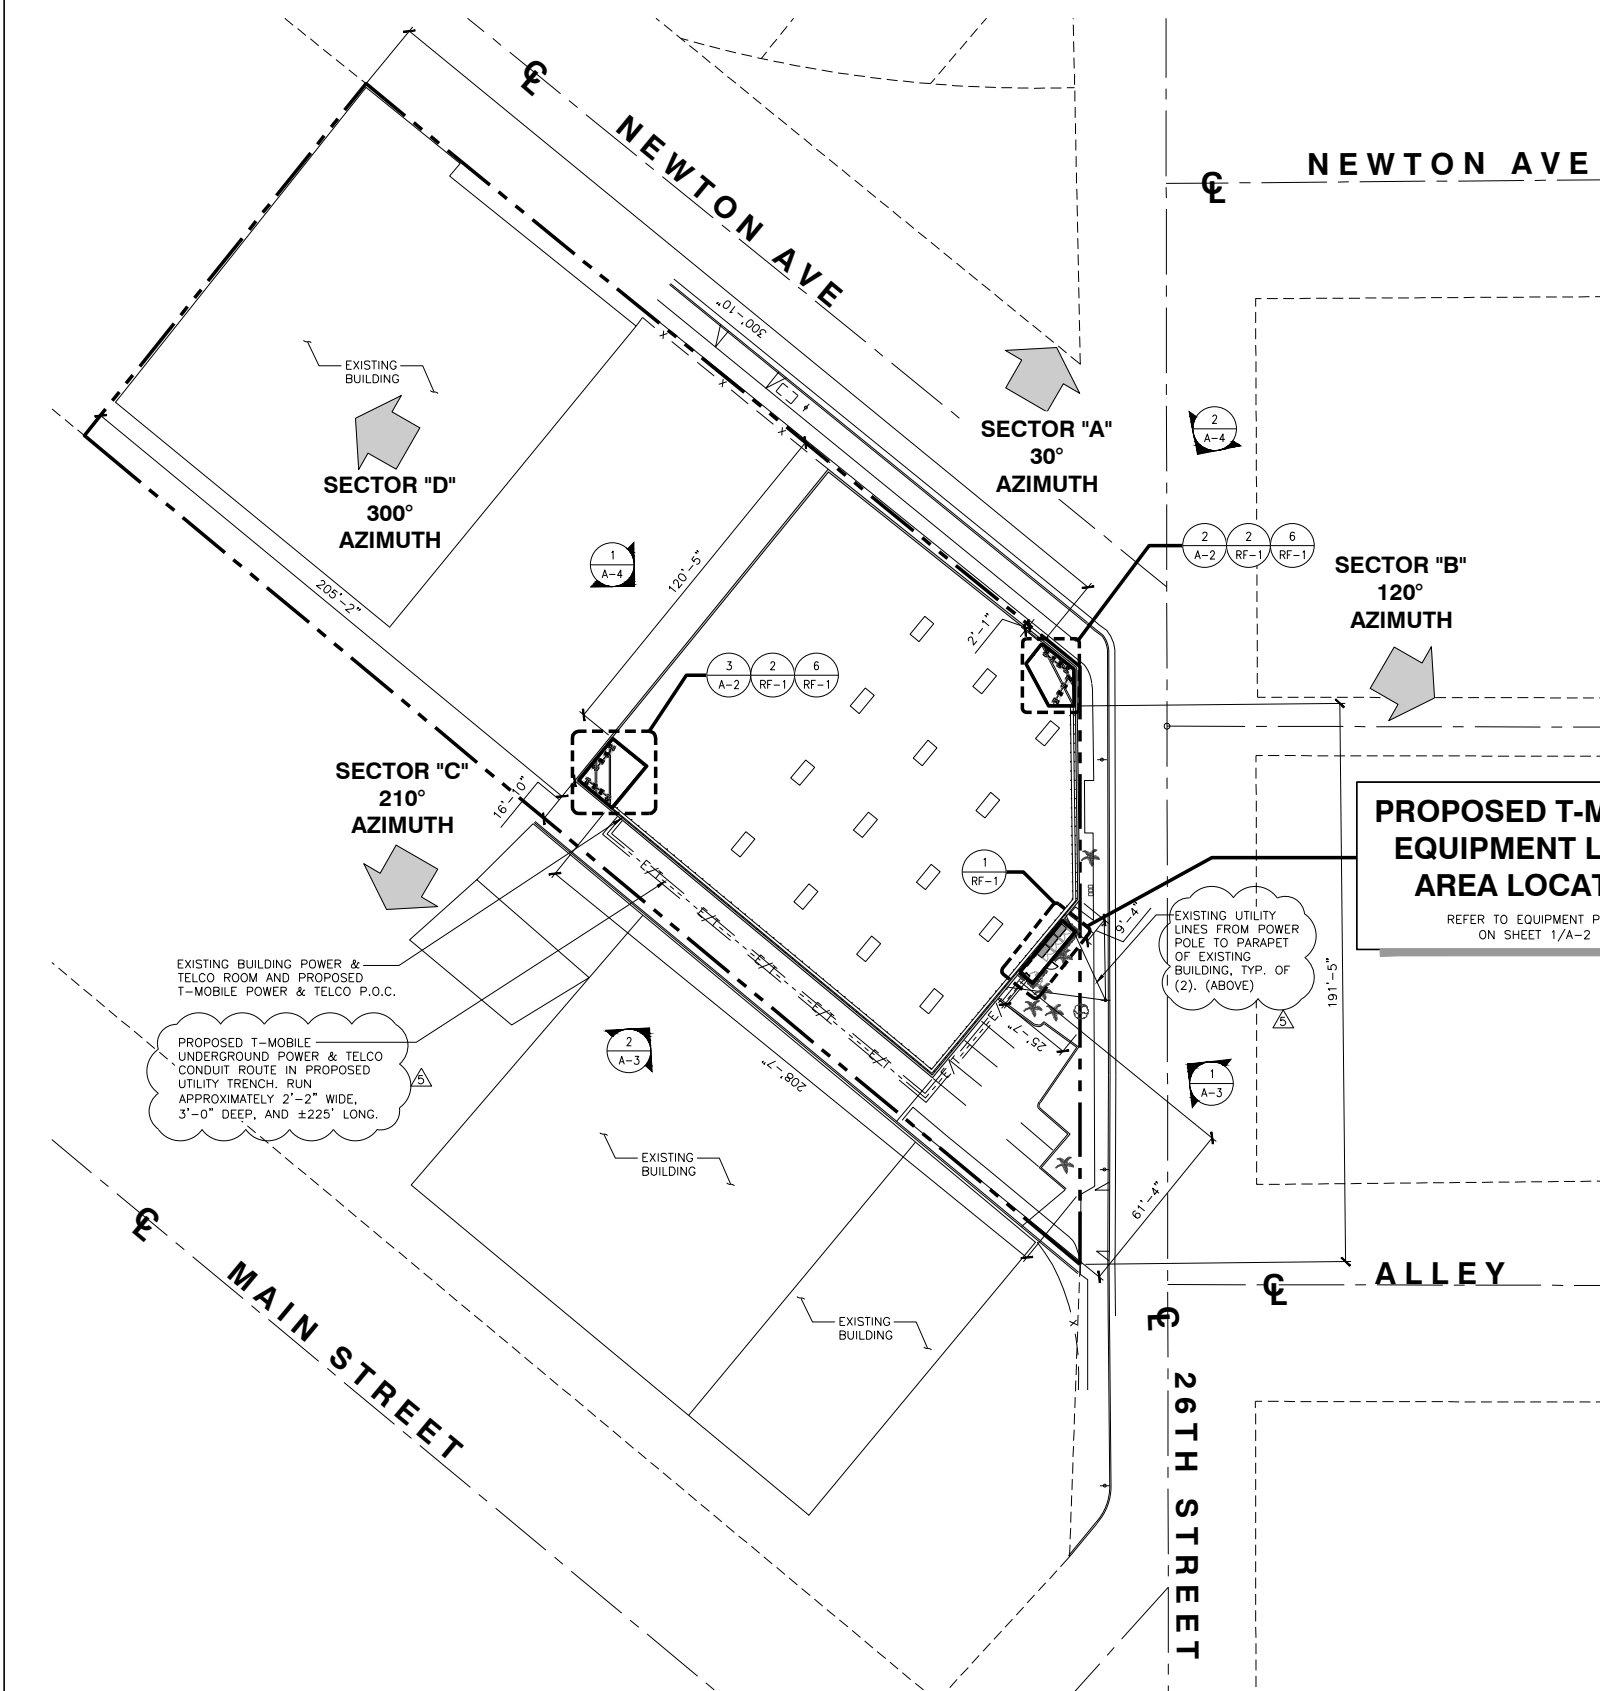 NEWTON AVE
NEWTON AVE
300'-10"
EXISTING
BUILDING
SECTOR "D"
300°
AZIMUTH
SECTOR "A"
30°
AZIMUTH
2
A-4
2
A-2
2
RF-1
6
RF-1
SECTOR "B"
120°
AZIMUTH
1
A-4
120'-5"
205'-2"
2'-1"
3
A-2
2
RF-1
6
RF-1
SECTOR "C"
210°
AZIMUTH
16'-10"
PROPOSED T-M
EQUIPMENT L
AREA LOCAT
REFER TO EQUIPMENT P
ON SHEET 1/A-2
1
RF-1
9'-4"
EXISTING UTILITY
LINES FROM POWER
POLE TO PARAPET
OF EXISTING
BUILDING, TYP. OF
(2). (ABOVE)
5
191'-5"
E/T
E/T
E/T
E/T
E/T
E/T
E/T
EXISTING BUILDING POWER &
TELCO ROOM AND PROPOSED
T-MOBILE POWER & TELCO P.O.C.
PROPOSED T-MOBILE
UNDERGROUND POWER & TELCO
CONDUIT ROUTE IN PROPOSED
UTILITY TRENCH. RUN
APPROXIMATELY 2'-2" WIDE,
3'-0" DEEP, AND ±225' LONG.
5
2
A-3
25'-7"
208'-7"
1
A-3
EXISTING
BUILDING
61'-4"
MAIN STREET
ALLEY
EXISTING
BUILDING
26TH STREET